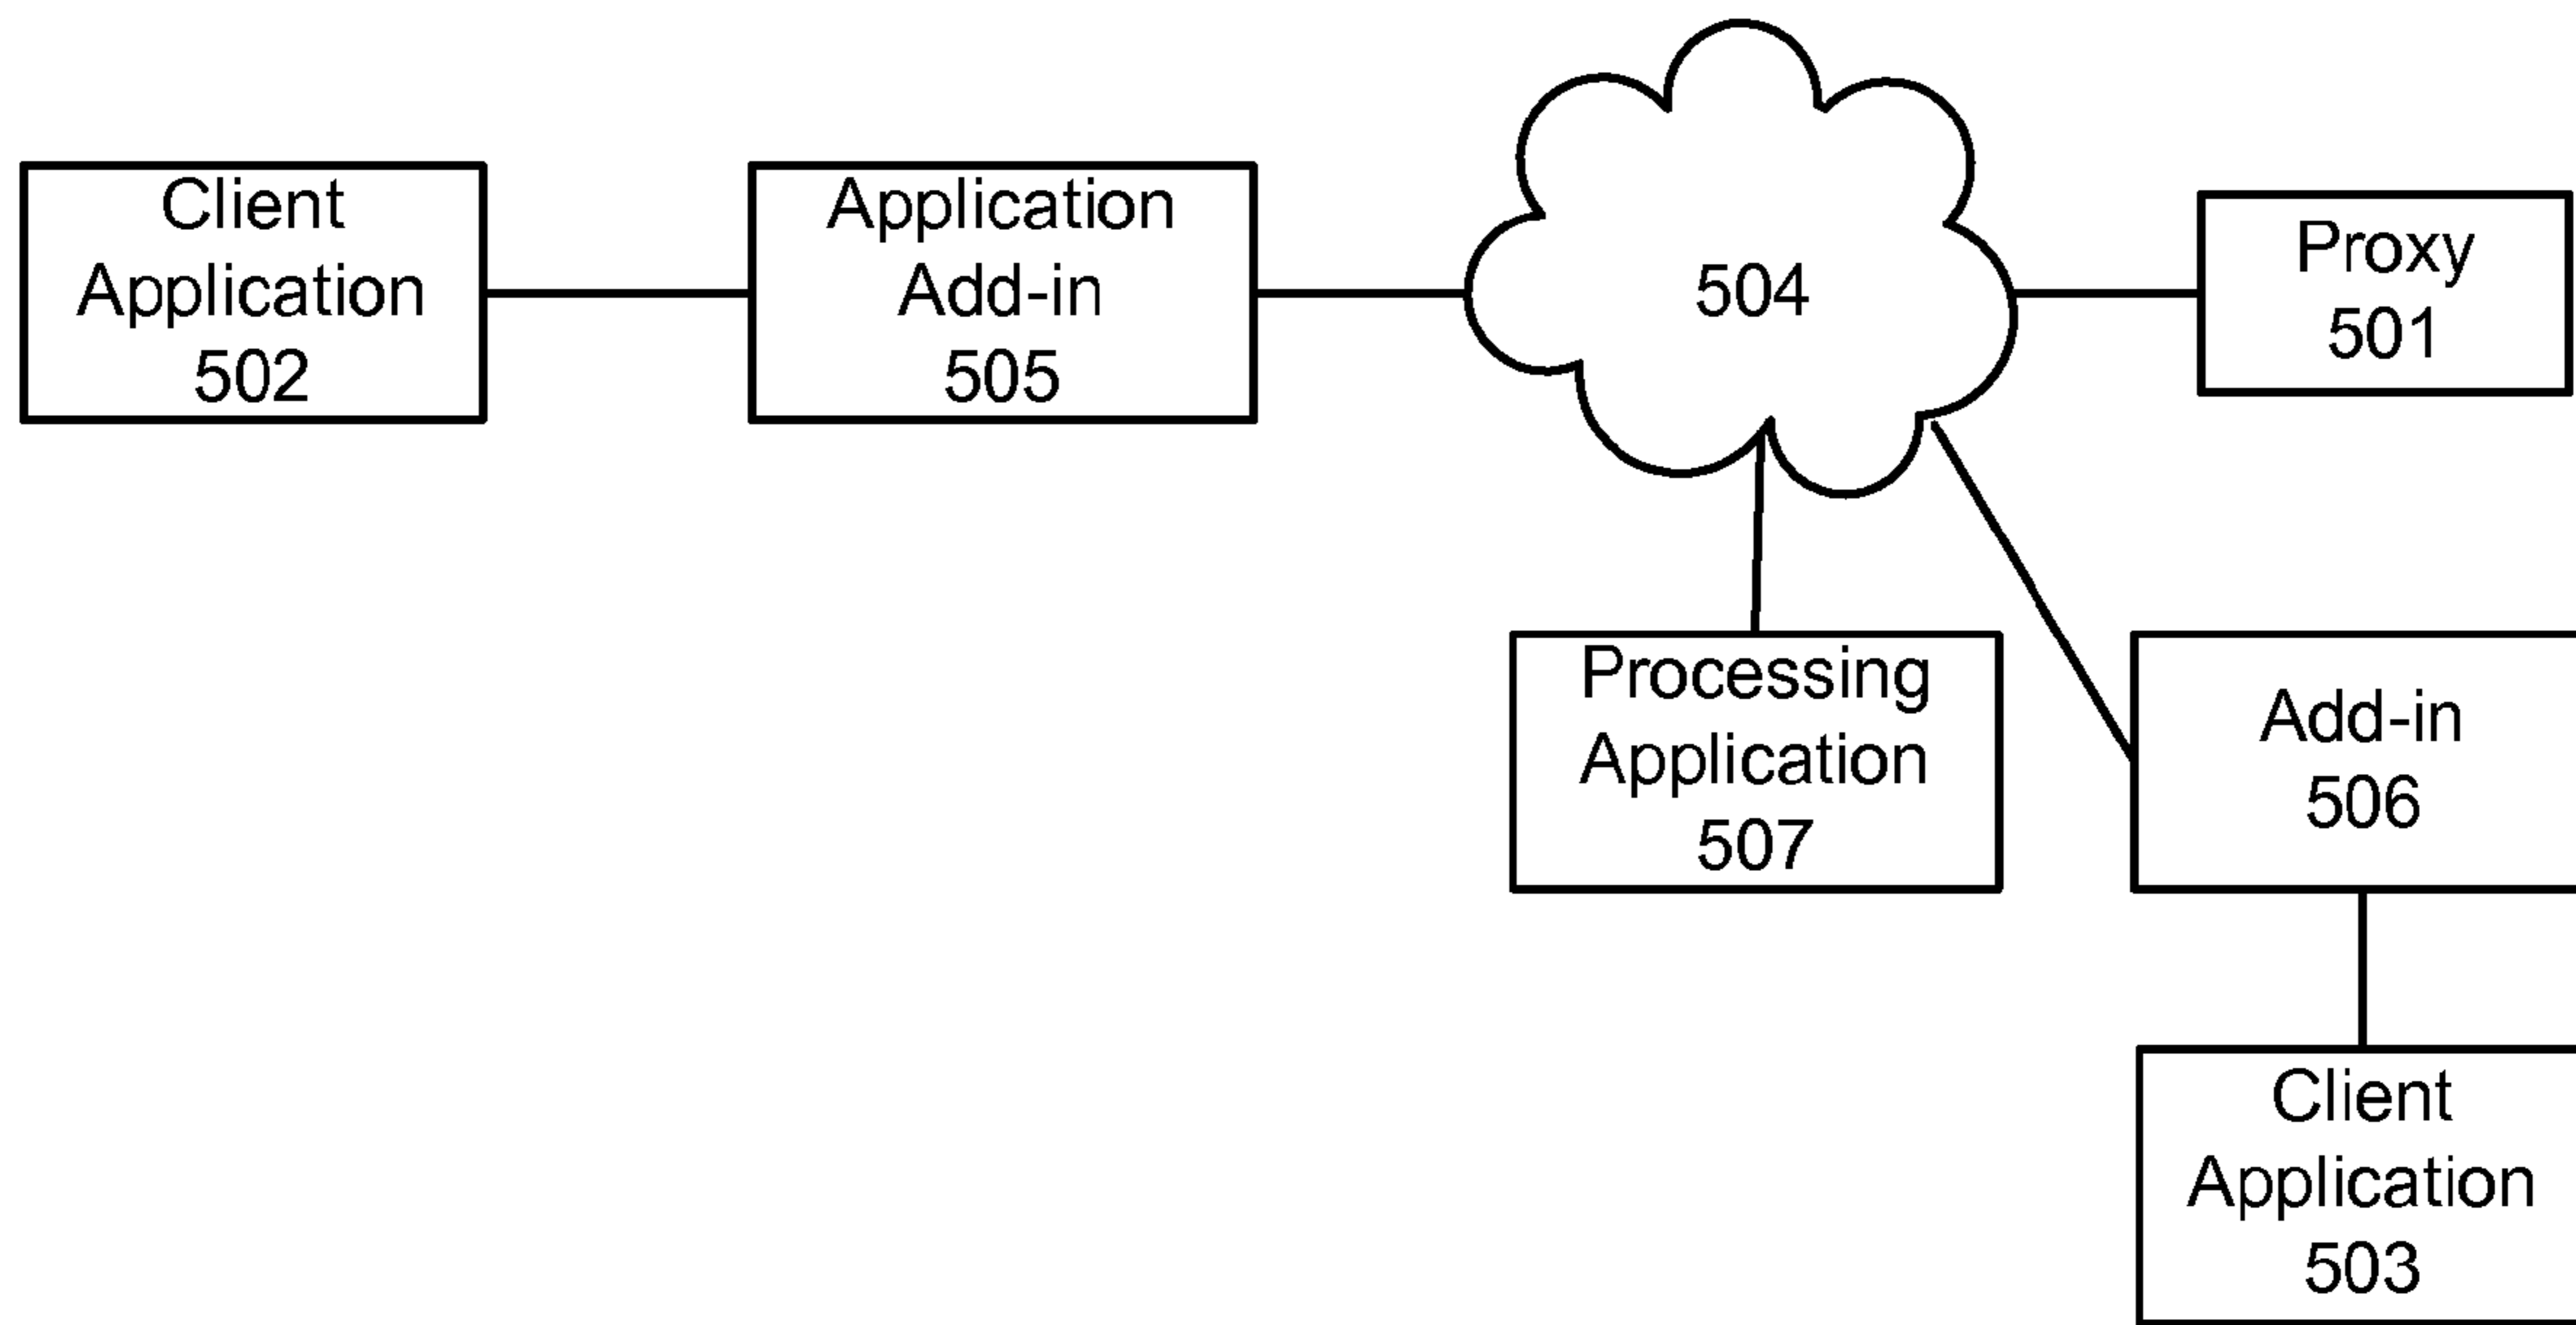 Client
Application
502
Application
Add-in
505
504
Proxy
501
Processing
Application
507
Add-in
506
Client
Application
503